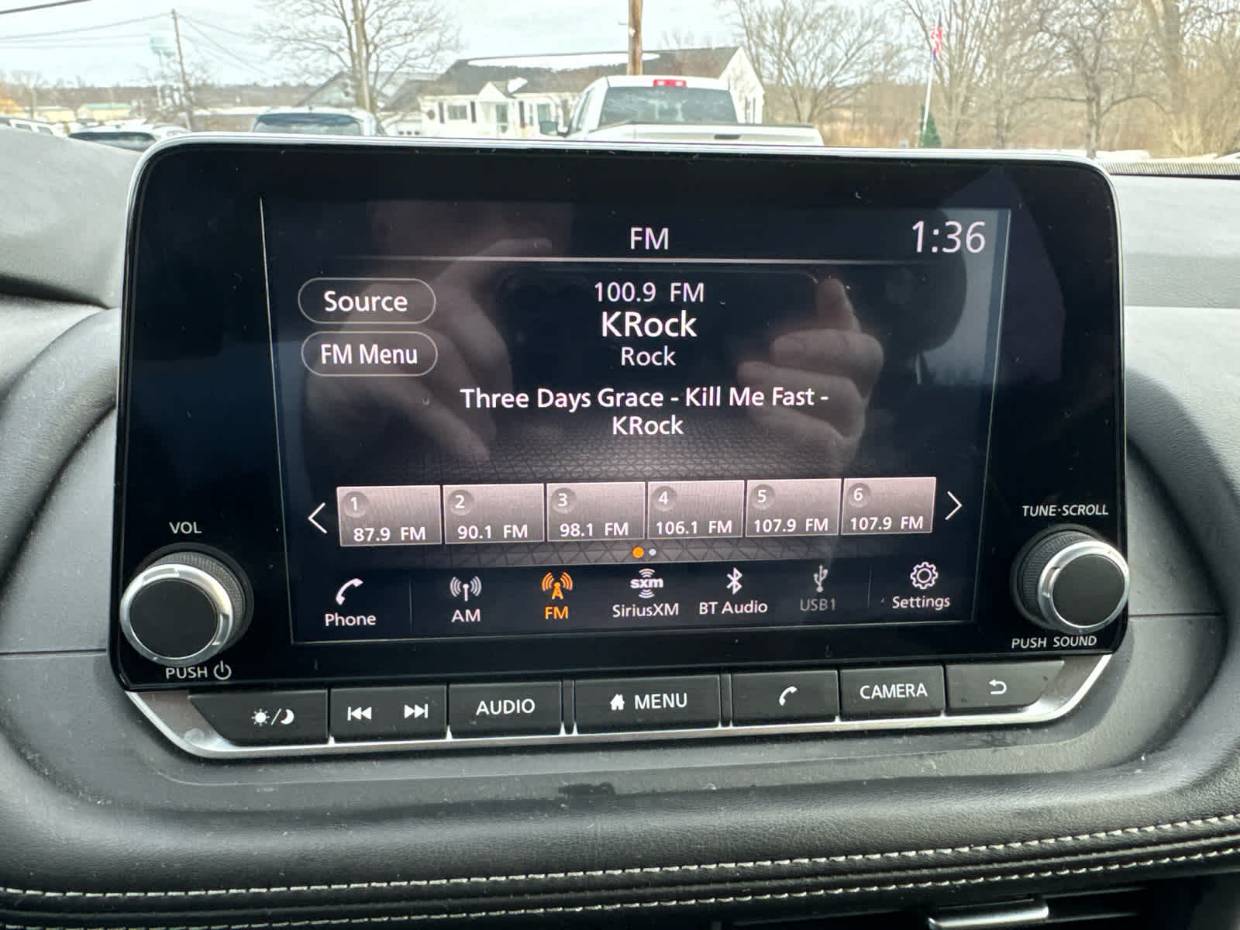 FM
1:36
Source
100.9 FM
KRock
FM Menu
Rock
Three Days Grace - Kill Me Fast -
KRock
1
2
3
4
5
6
87.9 FM
90.1 FM
98.1 FM
106.1 FM
107.9 FM
107.9 FM
VOL
TUNE·SCROLL
Phone
AM
FM
sxm
SiriusXM
BT Audio
USB1
Settings
PUSH
PUSH SOUND
AUDIO
MENU
CAMERA